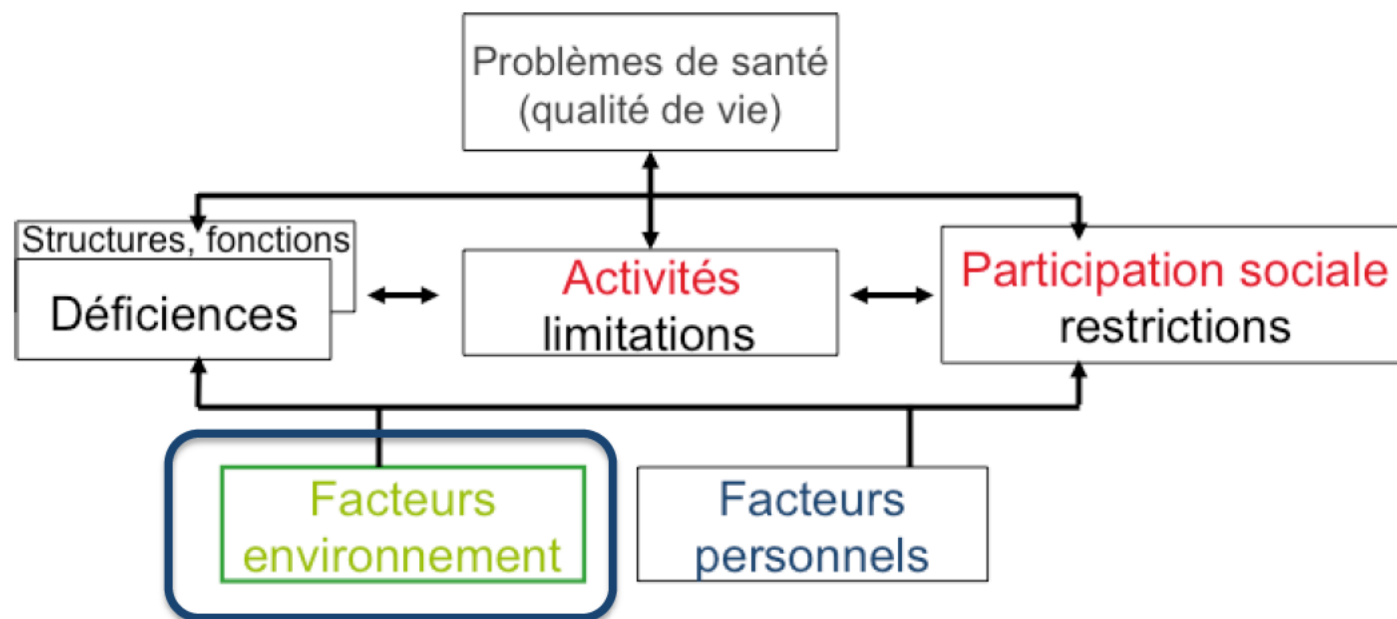 Problèmes de santé
(qualité de vie)
Structures, fonctions
Déficiences
Activités
limitations
Participation sociale
restrictions
Facteurs
environnement
Facteurs
personnels